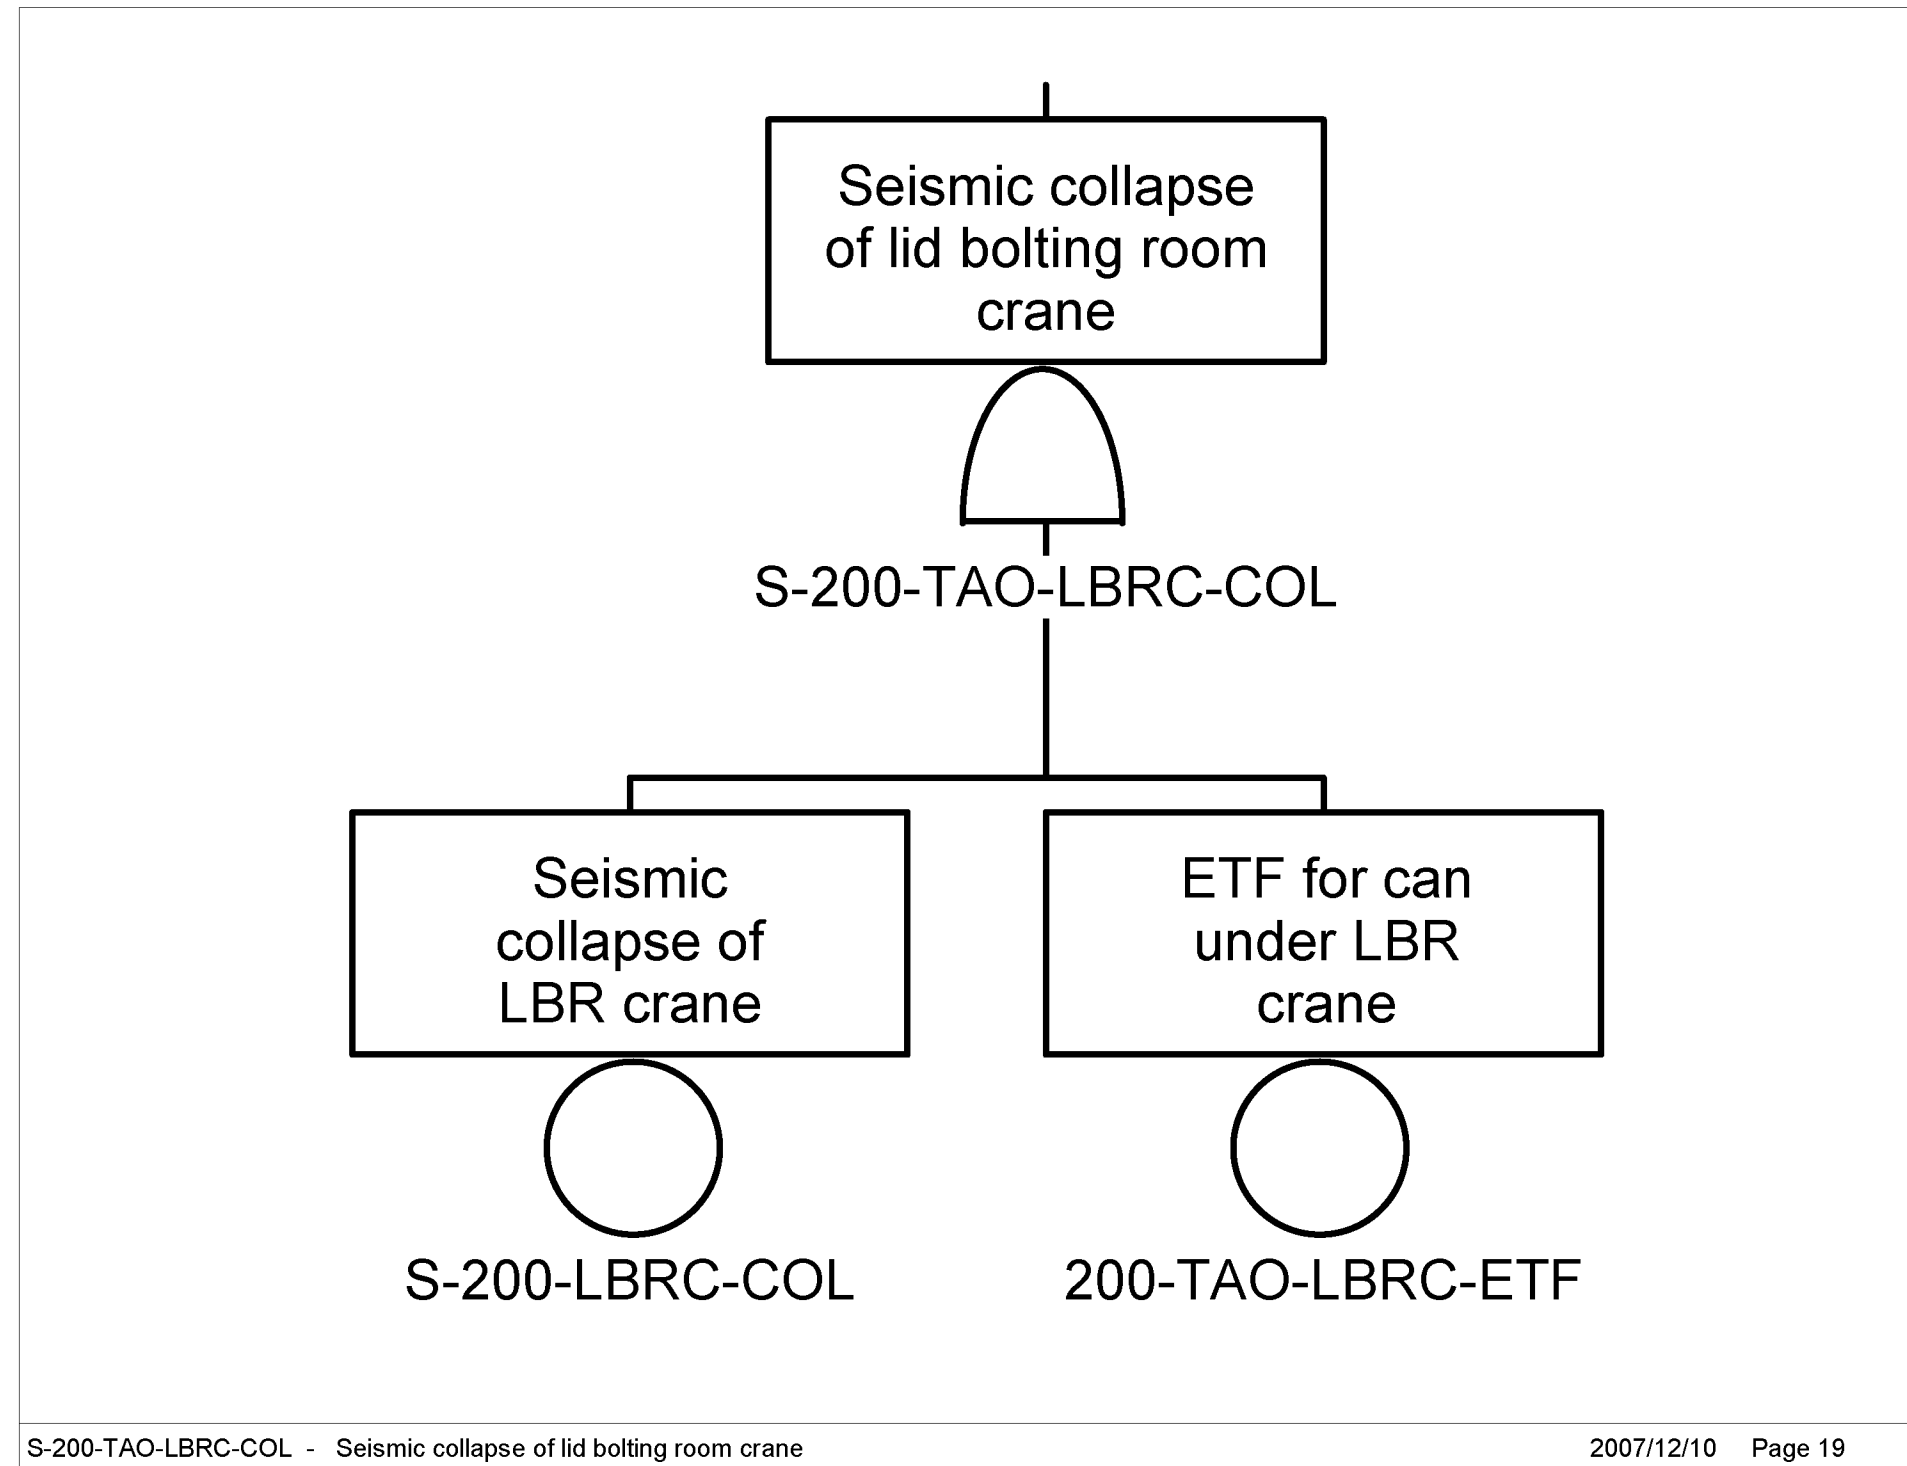 Seismic collapse
of lid bolting room
crane
S-200-TAO-LBRC-COL
Seismic
collapse of
LBR crane
S-200-LBRC-COL
ETF for can
under LBR
crane
200-TAO-LBRC-ETF
S-200-TAO-LBRC-COL - Seismic collapse of lid bolting room crane
2007/12/10 Page 19